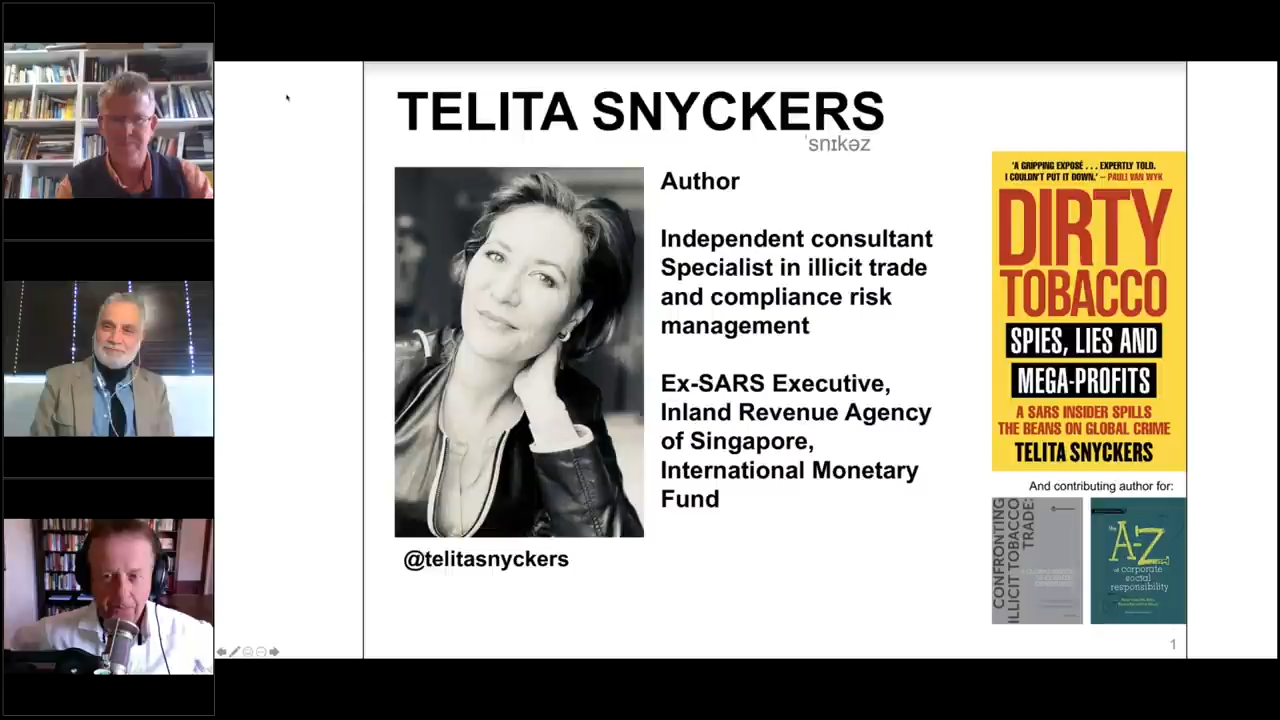 TELITA SNYCKERS
ˈsnɪkəz
Author
Independent consultant
Specialist in illicit trade
and compliance risk
management
Ex-SARS Executive,
Inland Revenue Agency
of Singapore,
International Monetary
Fund
@telitasnyckers
'A GRIPPING EXPOSÉ . . . EXPERTLY TOLD.
I COULDN'T PUT IT DOWN.' – PAULI VAN WYK
DIRTY
TOBACCO
SPIES, LIES AND
MEGA-PROFITS
A SARS INSIDER SPILLS
THE BEANS ON GLOBAL CRIME
TELITA SNYCKERS
And contributing author for:
CONFRONTING
ILLICIT TOBACCO
TRADE:
the
A-Z
of corporate
social
responsibility
1